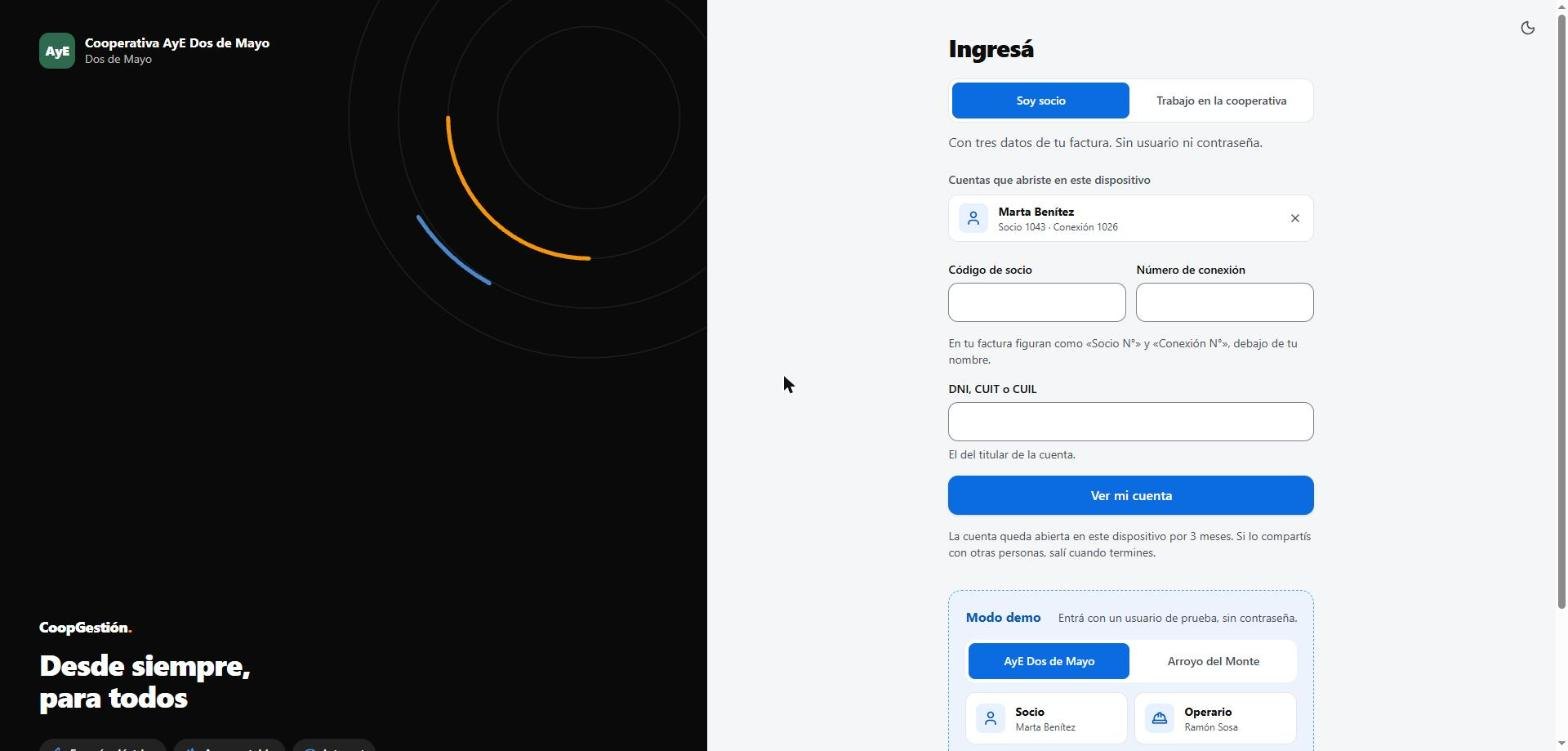 AyE
Cooperativa AyE Dos de Mayo
Dos de Mayo
CoopGestión.
Desde siempre,
para todos
Ingresá
Soy socio
Trabajo en la cooperativa
Con tres datos de tu factura. Sin usuario ni contraseña.
Cuentas que abriste en este dispositivo
Marta Benítez
Socio 1043 · Conexión 1026
Código de socio
Número de conexión
En tu factura figuran como «Socio N°» y «Conexión N°», debajo de tu
nombre.
DNI, CUIT o CUIL
El del titular de la cuenta.
Ver mi cuenta
La cuenta queda abierta en este dispositivo por 3 meses. Si lo compartís
con otras personas, salí cuando termines.
Modo demo
Entrá con un usuario de prueba, sin contraseña.
AyE Dos de Mayo
Arroyo del Monte
Socio
Marta Benítez
Operario
Ramón Sosa